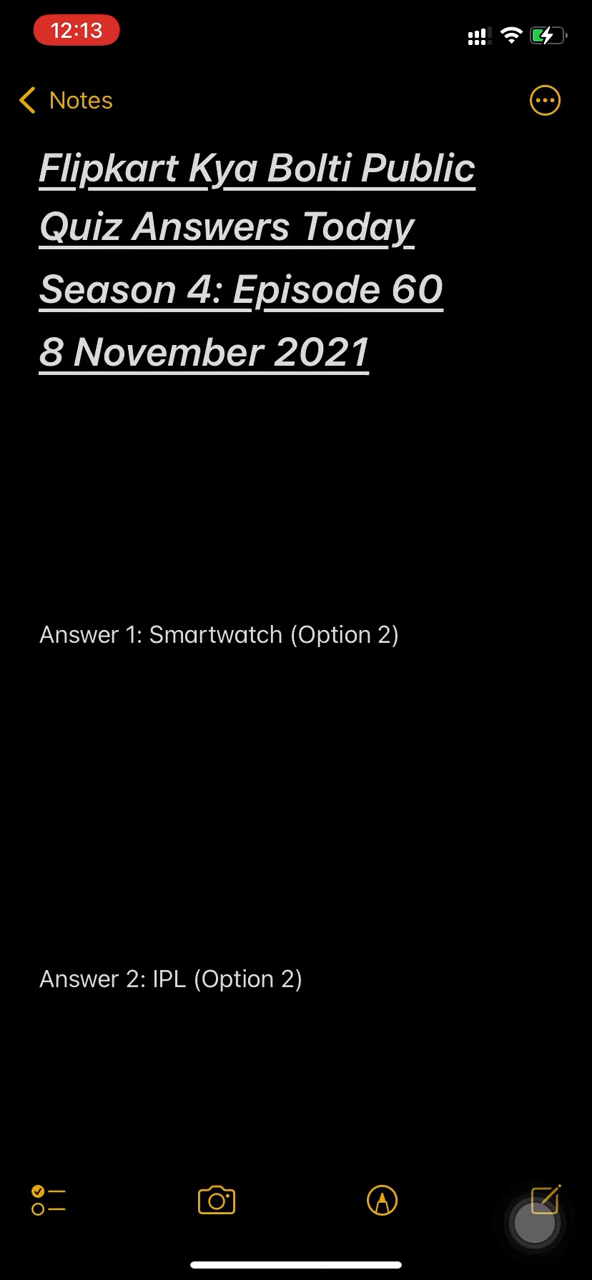 12:13
Notes
Flipkart Kya Bolti Public
Quiz Answers Today
Season 4: Episode 60
8 November 2021
Answer 1: Smartwatch (Option 2)
Answer 2: IPL (Option 2)